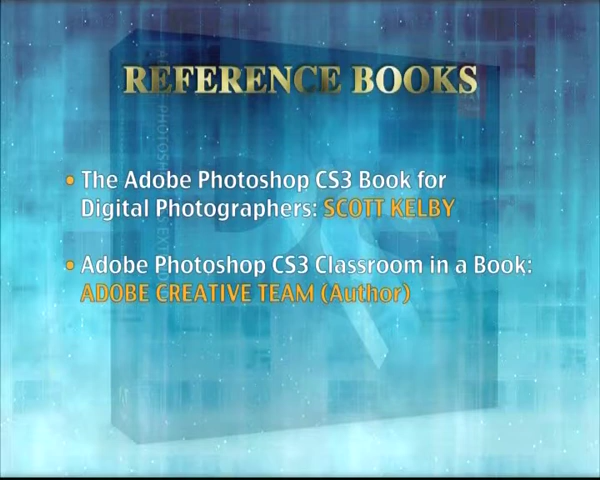 REFERENCE BOOKS
• The Adobe Photoshop CS3 Book for
Digital Photographers: SCOTT KELBY
• Adobe Photoshop CS3 Classroom in a Book:
ADOBE CREATIVE TEAM (Author)